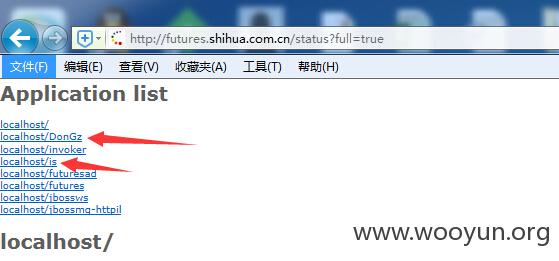 http://futures.shihua.com.cn/status?full=true
文件(F) 编辑(E) 查看(V) 收藏夹(A) 工具(T) 帮助(H)
Application list
localhost/
localhost/DonGz
localhost/invoker
localhost/is
localhost/futuresad
localhost/futures
localhost/jbossws
localhost/jbossmq-httpil
localhost/
www.wooyun.org